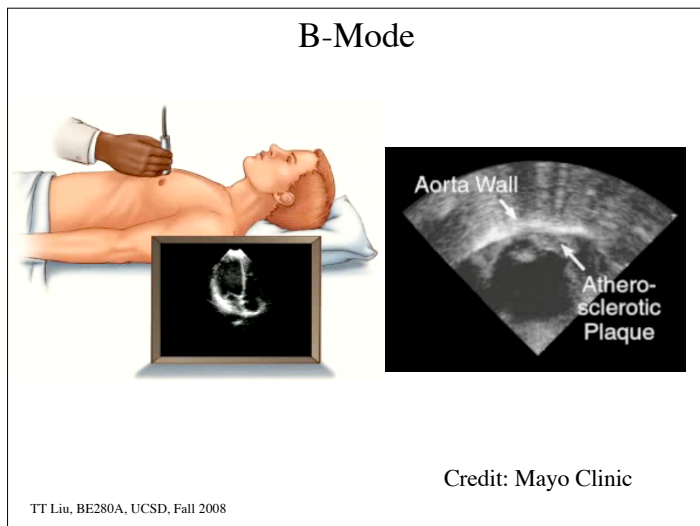 B-Mode
Aorta Wall
Athero-
sclerotic
Plaque
Credit: Mayo Clinic
TT Liu, BE280A, UCSD, Fall 2008